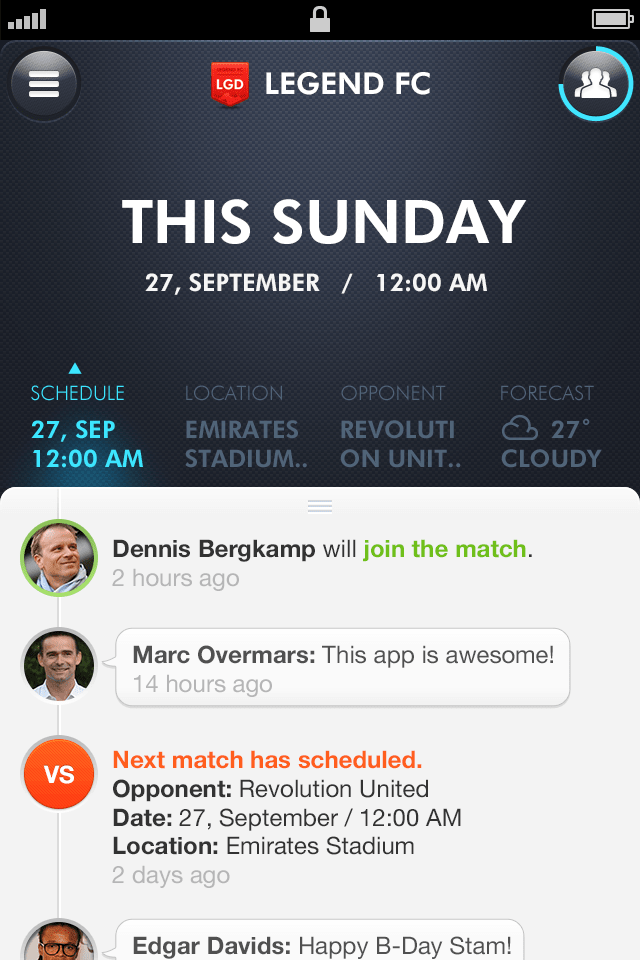 LGD
LEGEND FC
THIS SUNDAY
27, SEPTEMBER / 12:00 AM
SCHEDULE
27, SEP
12:00 AM
LOCATION
EMIRATES
STADIUM..
OPPONENT
REVOLUTI
ON UNIT..
FORECAST
27°
CLOUDY
Dennis Bergkamp will join the match.
2 hours ago
Marc Overmars: This app is awesome!
14 hours ago
VS
Next match has scheduled.
Opponent: Revolution United
Date: 27, September / 12:00 AM
Location: Emirates Stadium
2 days ago
Edgar Davids: Happy B-Day Stam!